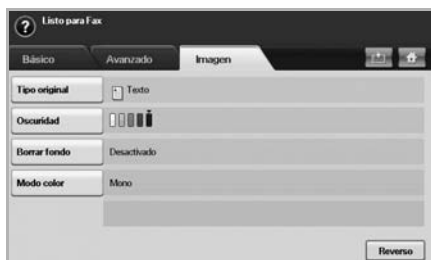 Listo para Fax
Básico Avanzado Imagen
Tipo original Texto
Oscuridad
Borrar fondo Desactivado
Modo color Mono
Reverso